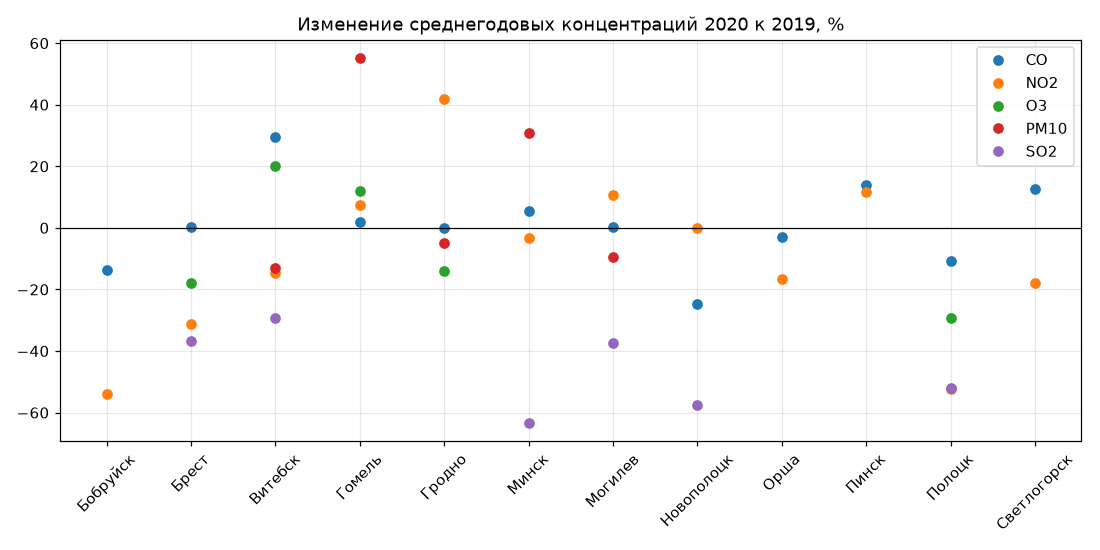 Изменение среднегодовых концентраций 2020 к 2019, %
CO
NO2
O3
PM10
SO2
60
40
20
0
−20
−40
−60
Бобруйск
Брест
Витебск
Гомель
Гродно
Минск
Могилев
Новополоцк
Орша
Пинск
Полоцк
Светлогорск